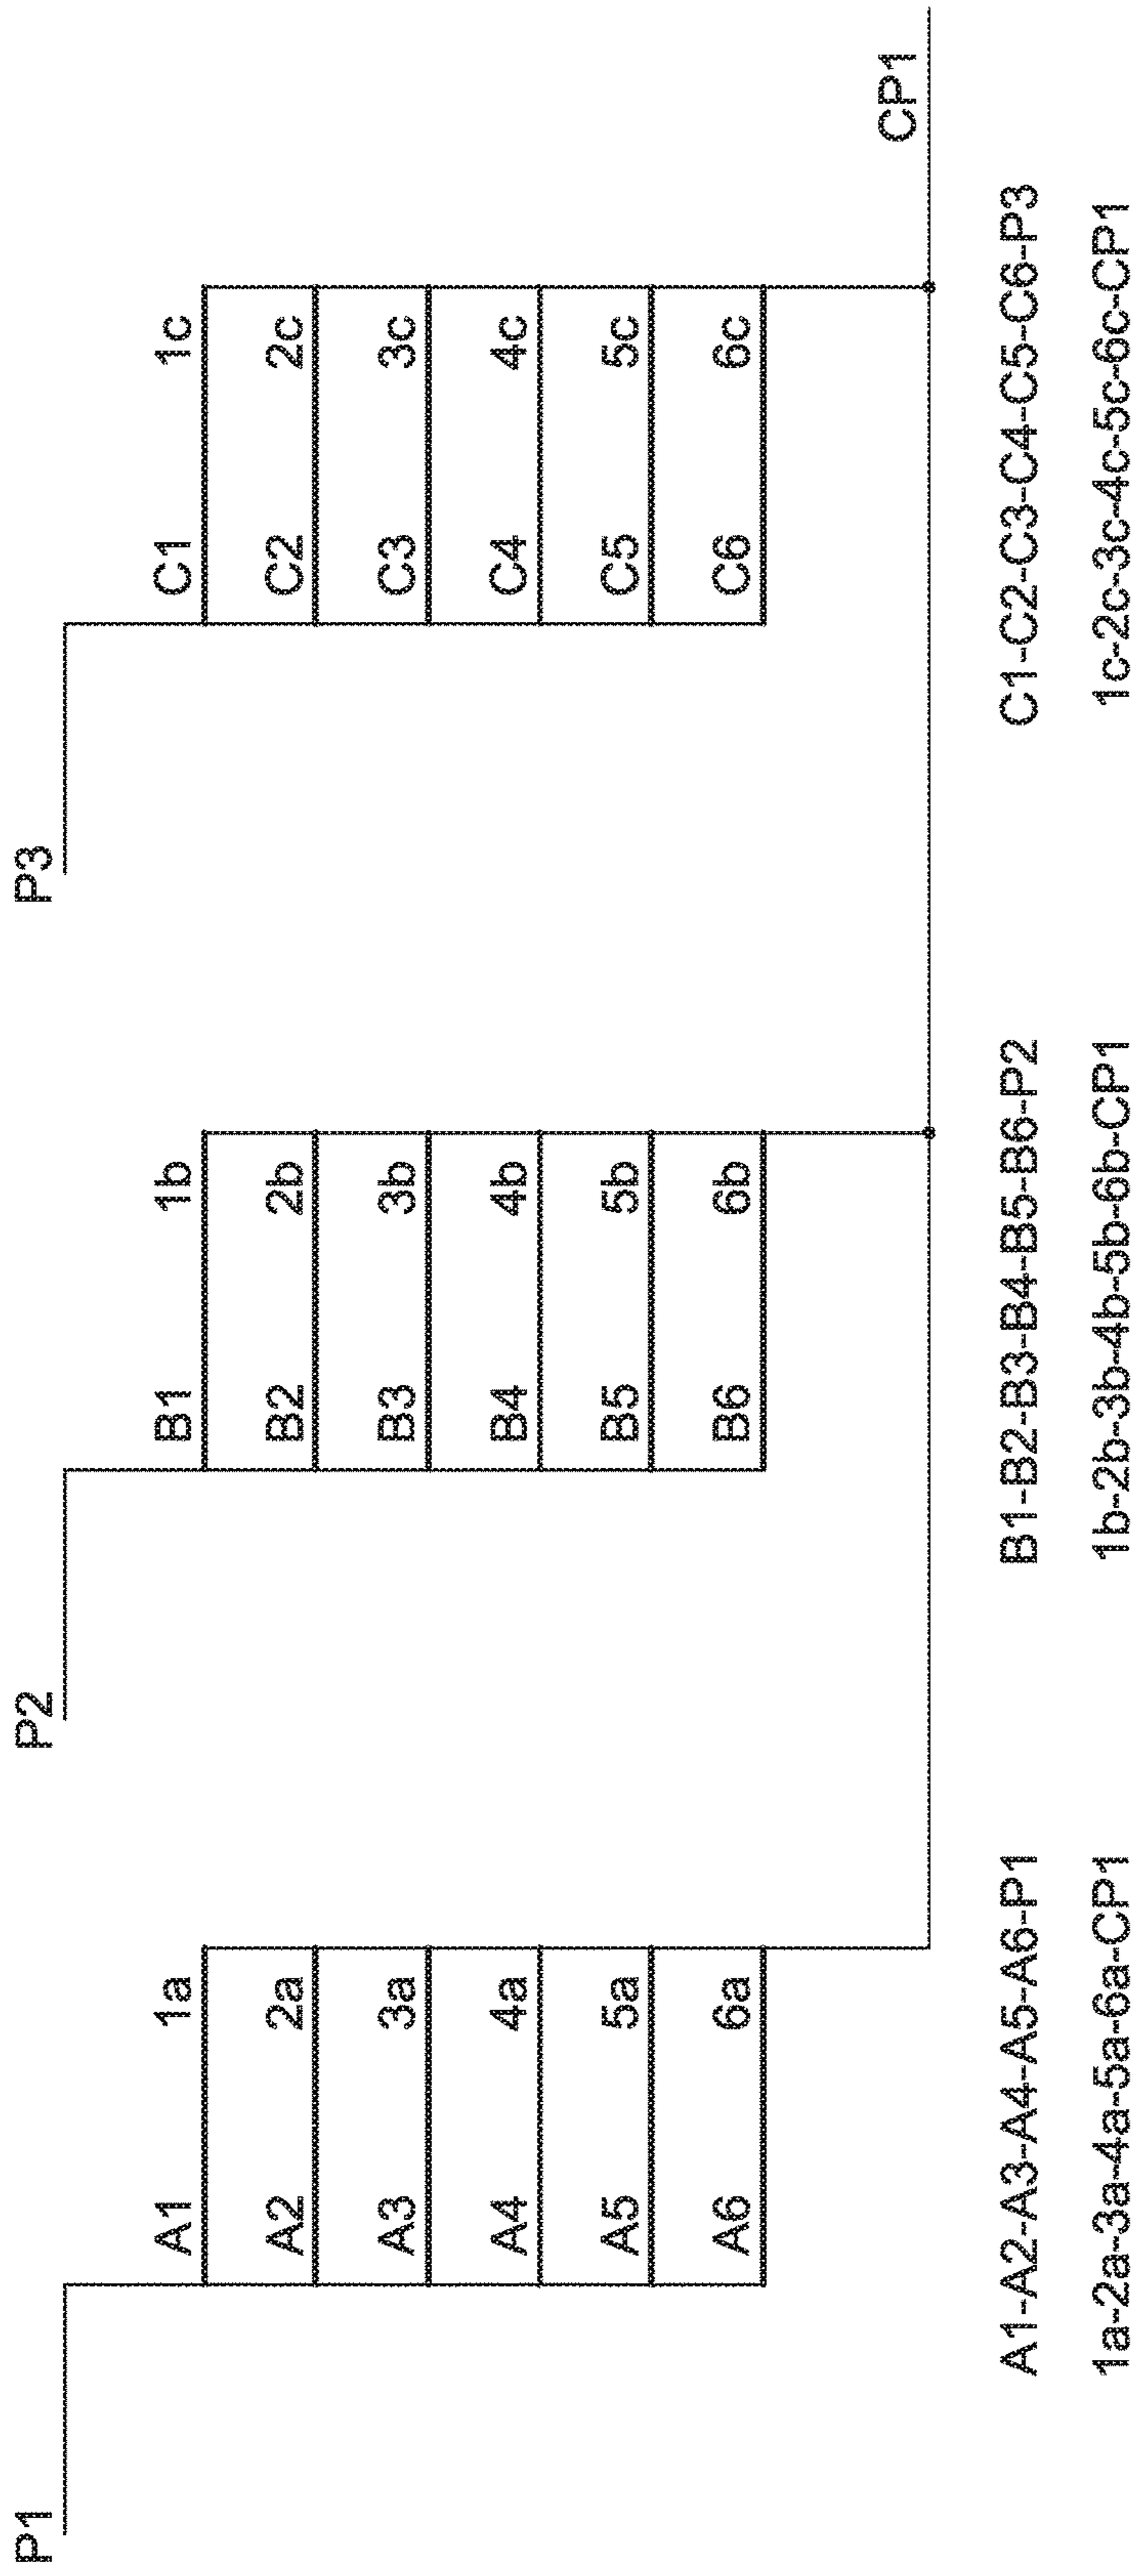 P1 P2 P3
A1 1a B1 1b C1 1c
A2 2a B2 2b C2 2c
A3 3a B3 3b C3 3c
A4 4a B4 4b C4 4c
A5 5a B5 5b C5 5c
A6 6a B6 6b C6 6c
CP1
A1-A2-A3-A4-A5-A6-P1 B1-B2-B3-B4-B5-B6-P2 C1-C2-C3-C4-C5-C6-P3
1a-2a-3a-4a-5a-6a-CP1 1b-2b-3b-4b-5b-6b-CP1 1c-2c-3c-4c-5c-6c-CP1